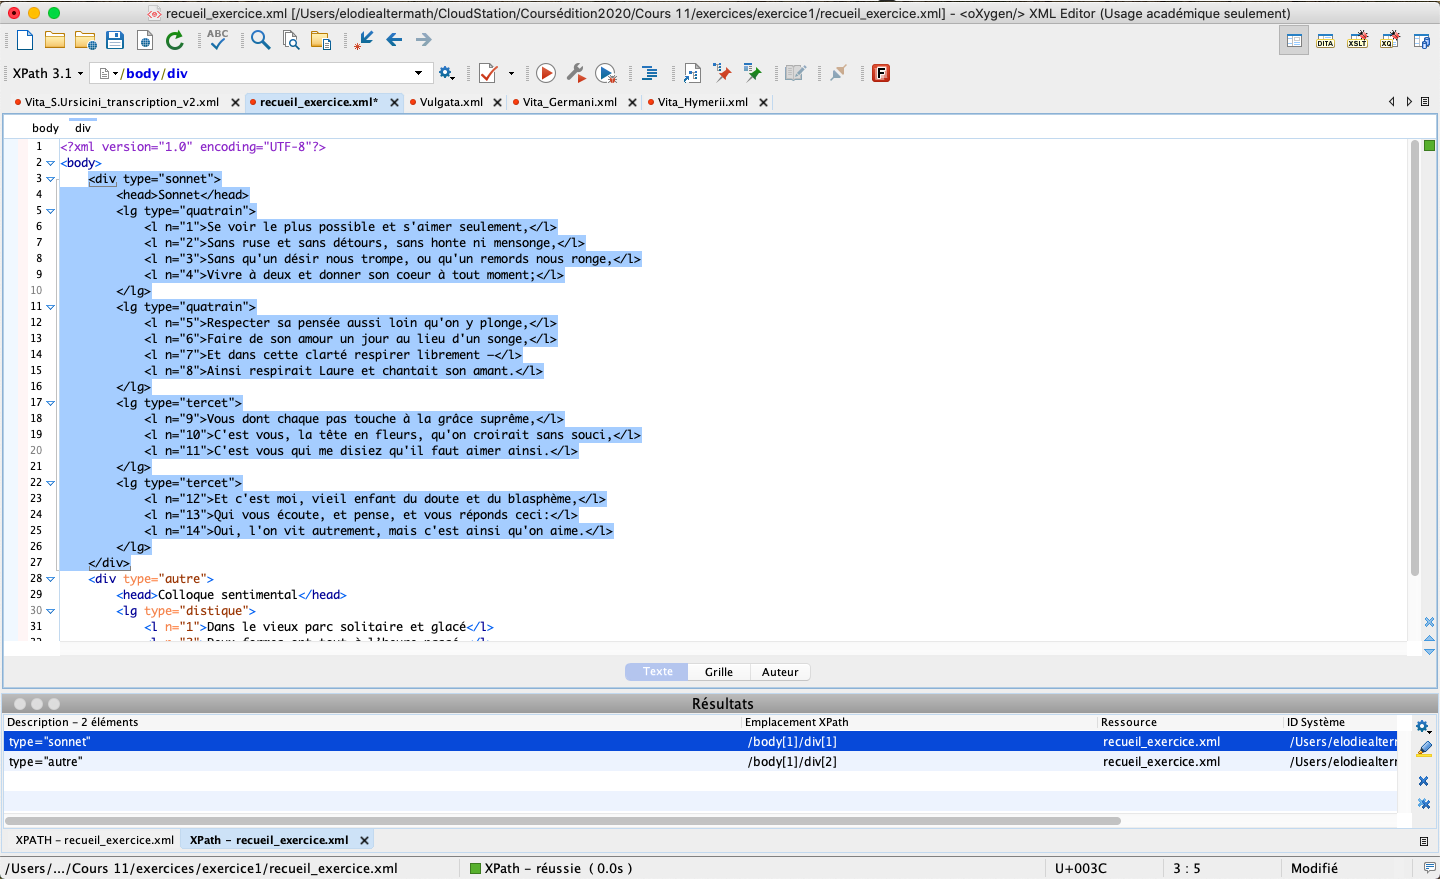 recueil_exercice.xml [/Users/elodiealtermath/CloudStation/Coursédition2020/Cours 11/exercices/exercice1/recueil_exercice.xml] - <oXygen/> XML Editor (Usage académique seulement)
ABC
DITA
XSLT
XQ
XPath 3.1
/body/div
F
Vita_S.Ursicini_transcription_v2.xml
recueil_exercice.xml*
Vulgata.xml
Vita_Germani.xml
Vita_Hymerii.xml
body div
1 <?xml version="1.0" encoding="UTF-8"?>
2 <body>
3 <div type="sonnet">
4 <head>Sonnet</head>
5 <lg type="quatrain">
6 <l n="1">Se voir le plus possible et s'aimer seulement,</l>
7 <l n="2">Sans ruse et sans détours, sans honte ni mensonge,</l>
8 <l n="3">Sans qu'un désir nous trompe, ou qu'un remords nous ronge,</l>
9 <l n="4">Vivre à deux et donner son coeur à tout moment;</l>
10 </lg>
11 <lg type="quatrain">
12 <l n="5">Respecter sa pensée aussi loin qu'on y plonge,</l>
13 <l n="6">Faire de son amour un jour au lieu d'un songe,</l>
14 <l n="7">Et dans cette clarté respirer librement —</l>
15 <l n="8">Ainsi respirait Laure et chantait son amant.</l>
16 </lg>
17 <lg type="tercet">
18 <l n="9">Vous dont chaque pas touche à la grâce suprême,</l>
19 <l n="10">C'est vous, la tête en fleurs, qu'on croirait sans souci,</l>
20 <l n="11">C'est vous qui me disiez qu'il faut aimer ainsi.</l>
21 </lg>
22 <lg type="tercet">
23 <l n="12">Et c'est moi, vieil enfant du doute et du blasphème,</l>
24 <l n="13">Qui vous écoute, et pense, et vous réponds ceci:</l>
25 <l n="14">Oui, l'on vit autrement, mais c'est ainsi qu'on aime.</l>
26 </lg>
27 </div>
28 <div type="autre">
29 <head>Colloque sentimental</head>
30 <lg type="distique">
31 <l n="1">Dans le vieux parc solitaire et glacé</l>
Texte Grille Auteur
Résultats
Description – 2 éléments Emplacement XPath Ressource ID Système
type="sonnet" /body[1]/div[1] recueil_exercice.xml /Users/elodiealterr
type="autre" /body[1]/div[2] recueil_exercice.xml /Users/elodiealterr
XPATH – recueil_exercice.xml XPath – recueil_exercice.xml
/Users/.../Cours 11/exercices/exercice1/recueil_exercice.xml XPath – réussie (0.0s) U+003C 3 : 5 Modifié